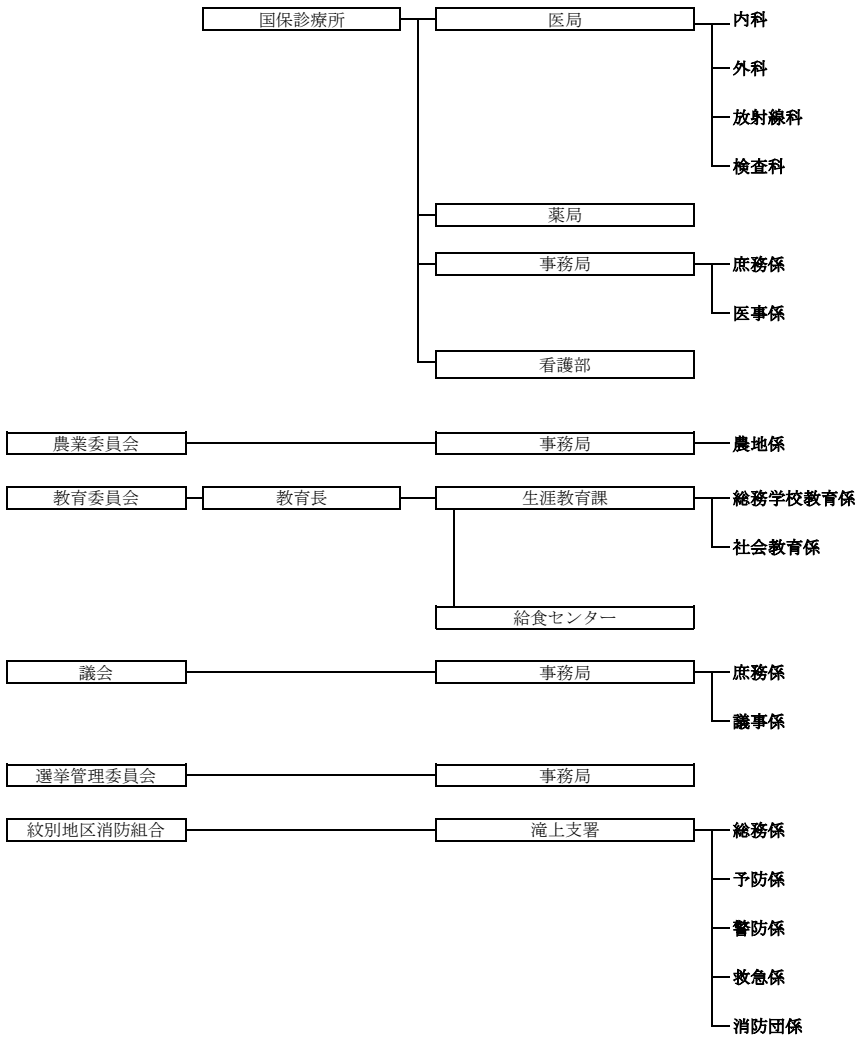 国保診療所 医局 内科
外科
放射線科
検査科
薬局
事務局 庶務係
医事係
看護部
農業委員会 事務局 農地係
教育委員会 教育長 生涯教育課 総務学校教育係
社会教育係
給食センター
議会 事務局 庶務係
議事係
選挙管理委員会 事務局
紋別地区消防組合 滝上支署 総務係
予防係
警防係
救急係
消防団係